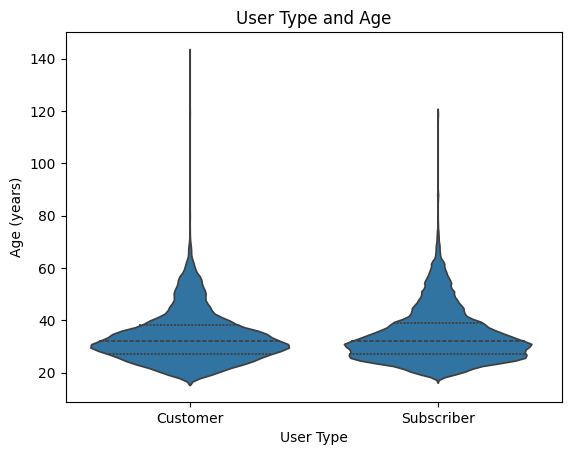 User Type and Age
140
120
100
80
60
40
20
Age (years)
Customer
Subscriber
User Type